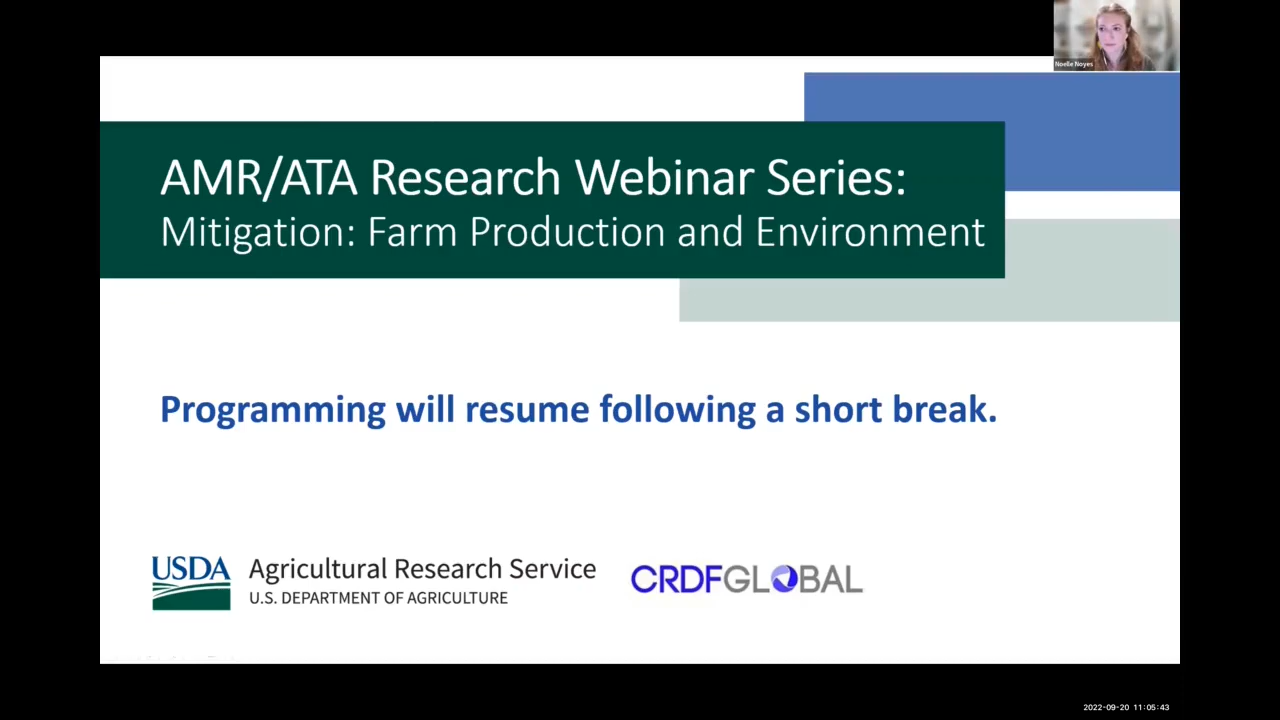 Noelle Noyes
AMR/ATA Research Webinar Series:
Mitigation: Farm Production and Environment
Programming will resume following a short break.
USDA
Agricultural Research Service
U.S. DEPARTMENT OF AGRICULTURE
CRDFGLOBAL
2022-09-20 11:05:43